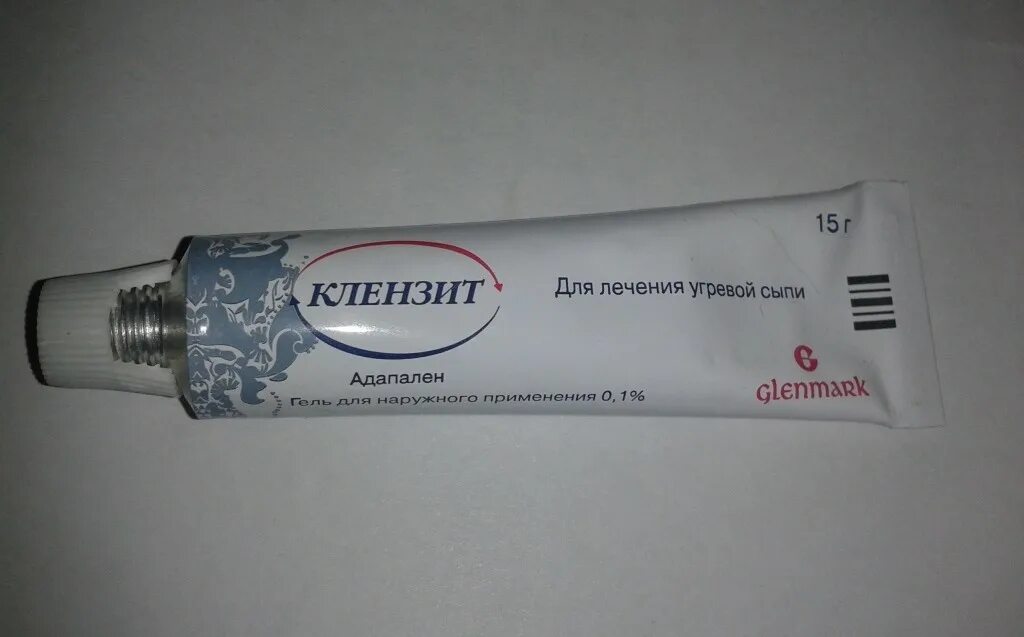 15 г
КЛЕНЗИТ
Для лечения угревой сыпи
Адапален
Гель для наружного применения 0,1%
Glenmark